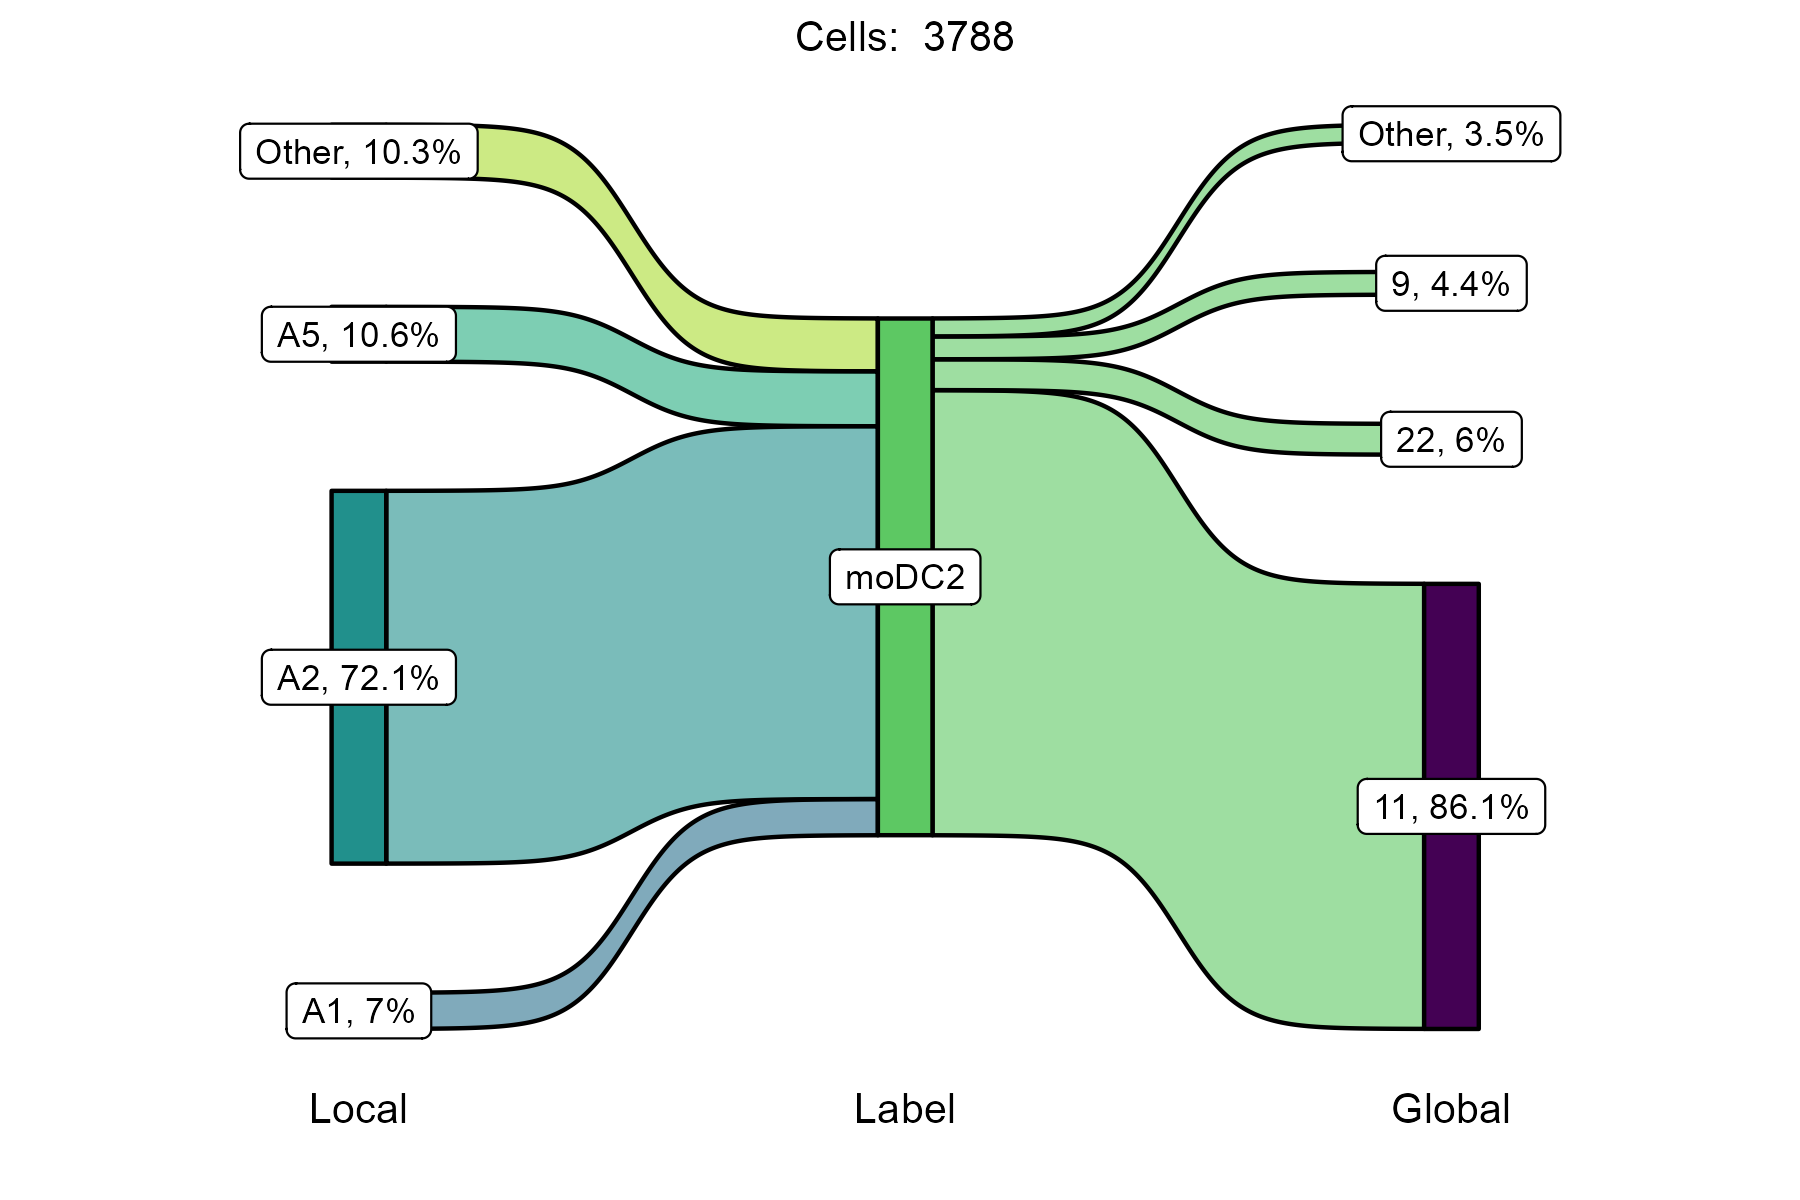 Cells: 3788
Other, 10.3%
A5, 10.6%
A2, 72.1%
A1, 7%
moDC2
Other, 3.5%
9, 4.4%
22, 6%
11, 86.1%
Local
Label
Global